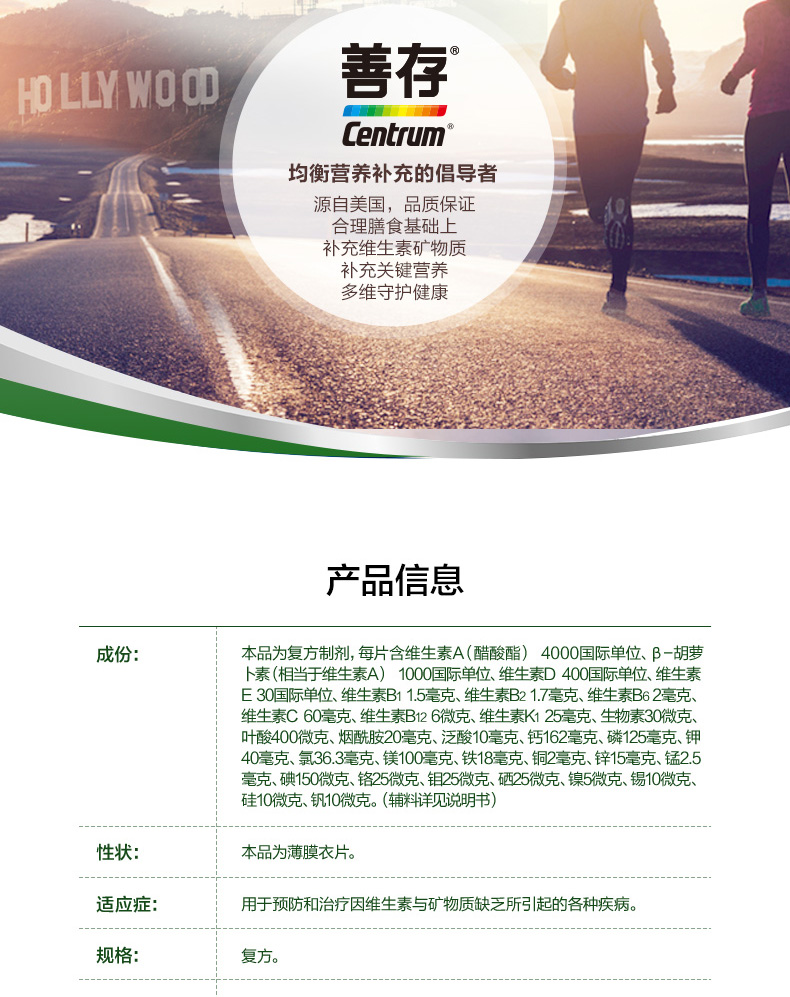 HOLLYWOOD
善存®
Centrum®
均衡营养补充的倡导者
源自美国，品质保证
合理膳食基础上
补充维生素矿物质
补充关键营养
多维守护健康
产品信息
成份：
本品为复方制剂，每片含维生素A（醋酸酯） 4000国际单位、β-胡萝
卜素（相当于维生素A） 1000国际单位、维生素D 400国际单位、维生素
E 30国际单位、维生素B1 1.5毫克、维生素B2 1.7毫克、维生素B6 2毫克、
维生素C 60毫克、维生素B12 6微克、维生素K1 25毫克、生物素30微克、
叶酸400微克、烟酰胺20毫克、泛酸10毫克、钙162毫克、磷125毫克、钾
40毫克、氯36.3毫克、镁100毫克、铁18毫克、铜2毫克、锌15毫克、锰2.5
毫克、碘150微克、铬25微克、钼25微克、硒25微克、镍5微克、锡10微克、
硅10微克、钒10微克。（辅料详见说明书）
性状：
本品为薄膜衣片。
适应症：
用于预防和治疗因维生素与矿物质缺乏所引起的各种疾病。
规格：
复方。